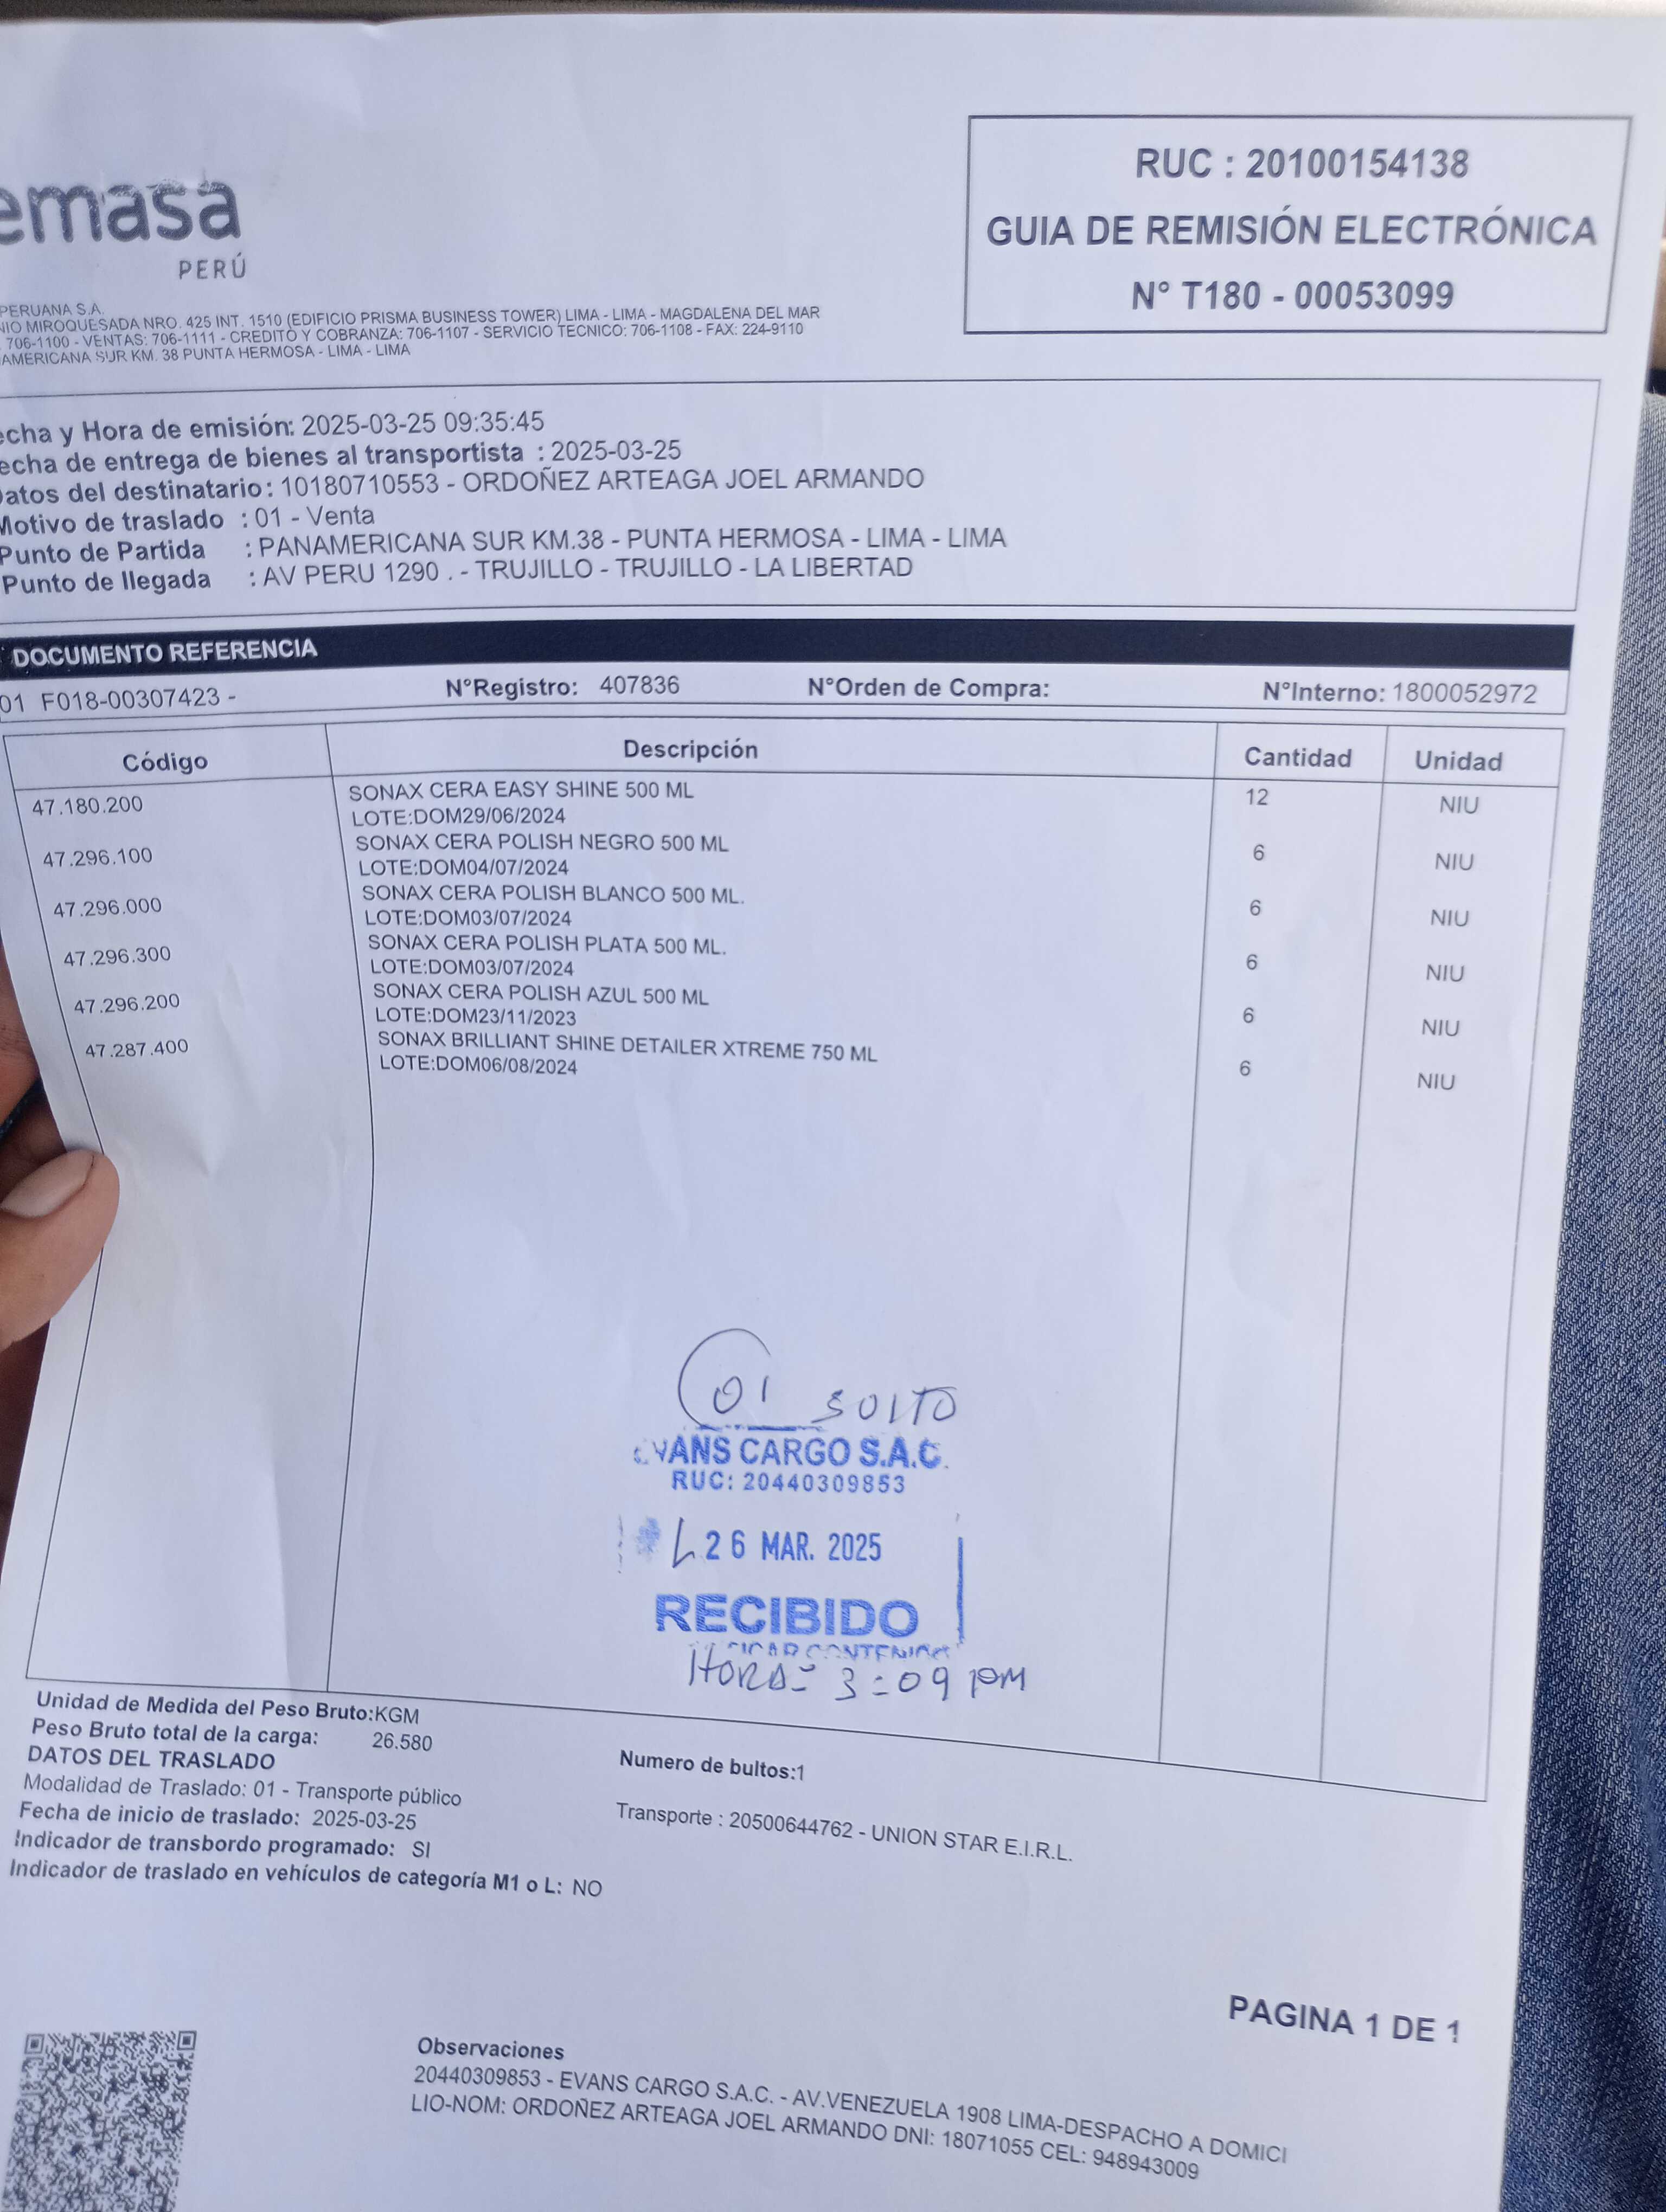 emasa
PERÚ
RUC : 20100154138
GUIA DE REMISIÓN ELECTRÓNICA
N° T180 - 00053099
PERUANA S.A.
NIO MIROQUESADA NRO. 425 INT. 1510 (EDIFICIO PRISMA BUSINESS TOWER) LIMA - LIMA - MAGDALENA DEL MAR
706-1100 - VENTAS: 706-1111 - CREDITO Y COBRANZA: 706-1107 - SERVICIO TECNICO: 706-1108 - FAX: 224-9110
AMERICANA SUR KM. 38 PUNTA HERMOSA - LIMA - LIMA
echa y Hora de emisión: 2025-03-25 09:35:45
echa de entrega de bienes al transportista : 2025-03-25
Datos del destinatario: 10180710553 - ORDOÑEZ ARTEAGA JOEL ARMANDO
Motivo de traslado : 01 - Venta
Punto de Partida : PANAMERICANA SUR KM.38 - PUNTA HERMOSA - LIMA - LIMA
Punto de llegada : AV PERU 1290 . - TRUJILLO - TRUJILLO - LA LIBERTAD
DOCUMENTO REFERENCIA
01 F018-00307423 - N°Registro: 407836 N°Orden de Compra: N°Interno: 1800052972
Código Descripción Cantidad Unidad
47.180.200 SONAX CERA EASY SHINE 500 ML 12 NIU
LOTE:DOM29/06/2024
47.296.100 SONAX CERA POLISH NEGRO 500 ML 6 NIU
LOTE:DOM04/07/2024
47.296.000 SONAX CERA POLISH BLANCO 500 ML. 6 NIU
LOTE:DOM03/07/2024
47.296.300 SONAX CERA POLISH PLATA 500 ML. 6 NIU
LOTE:DOM03/07/2024
47.296.200 SONAX CERA POLISH AZUL 500 ML 6 NIU
LOTE:DOM23/11/2023
47.287.400 SONAX BRILLIANT SHINE DETAILER XTREME 750 ML 6 NIU
LOTE:DOM06/08/2024
01 BULTO
EVANS CARGO S.A.C.
RUC: 20440309853
26 MAR. 2025
RECIBIDO
HORA= 3:09 PM
Unidad de Medida del Peso Bruto:KGM
Peso Bruto total de la carga: 26.580
DATOS DEL TRASLADO
Numero de bultos:1
Modalidad de Traslado: 01 - Transporte público
Fecha de inicio de traslado: 2025-03-25
Transporte : 20500644762 - UNION STAR E.I.R.L.
Indicador de transbordo programado: SI
Indicador de traslado en vehículos de categoría M1 o L: NO
PAGINA 1 DE 1
Observaciones
20440309853 - EVANS CARGO S.A.C. - AV.VENEZUELA 1908 LIMA-DESPACHO A DOMICI
LIO-NOM: ORDOÑEZ ARTEAGA JOEL ARMANDO DNI: 18071055 CEL: 948943009